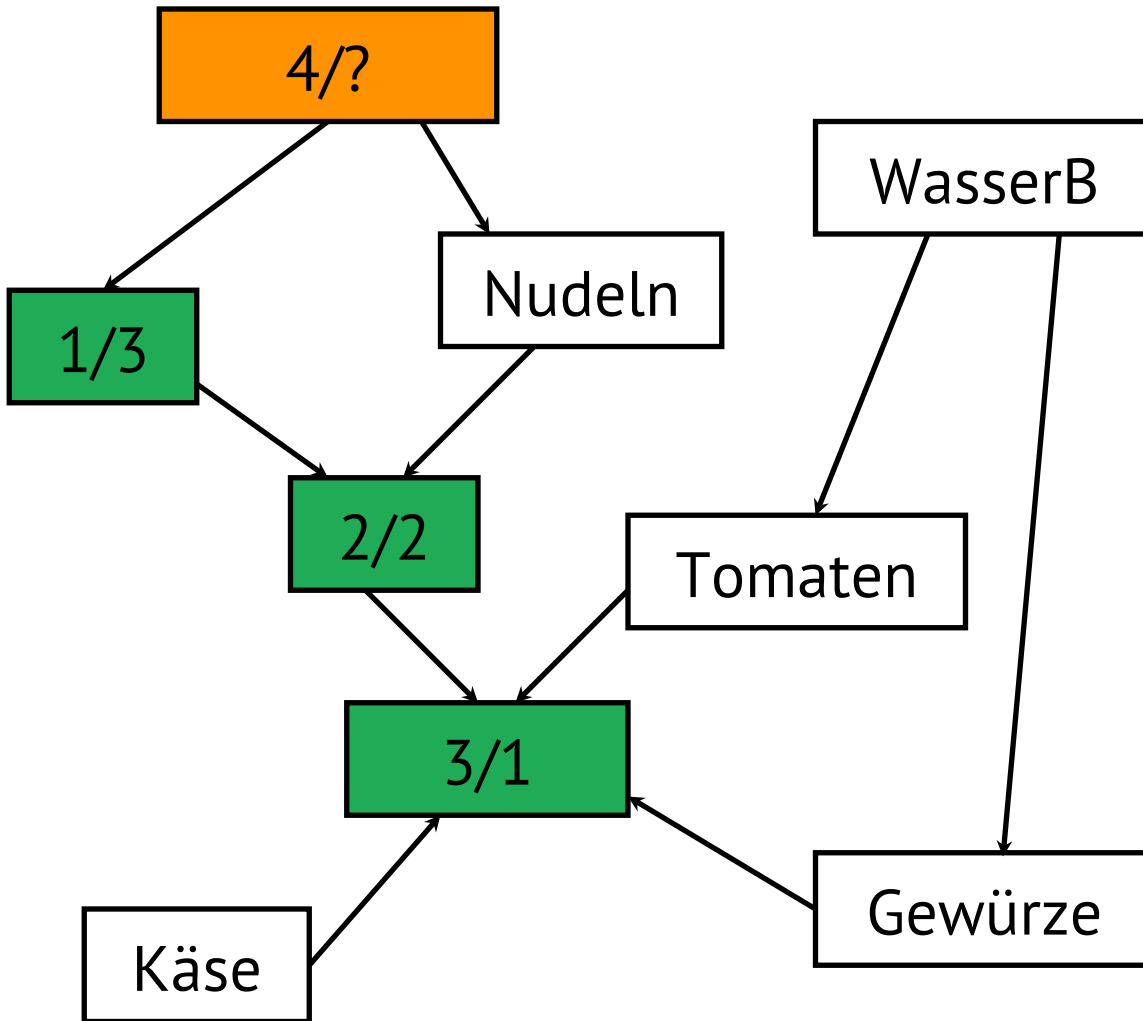 4/?
WasserB
Nudeln
1/3
2/2
Tomaten
3/1
Gewürze
Käse